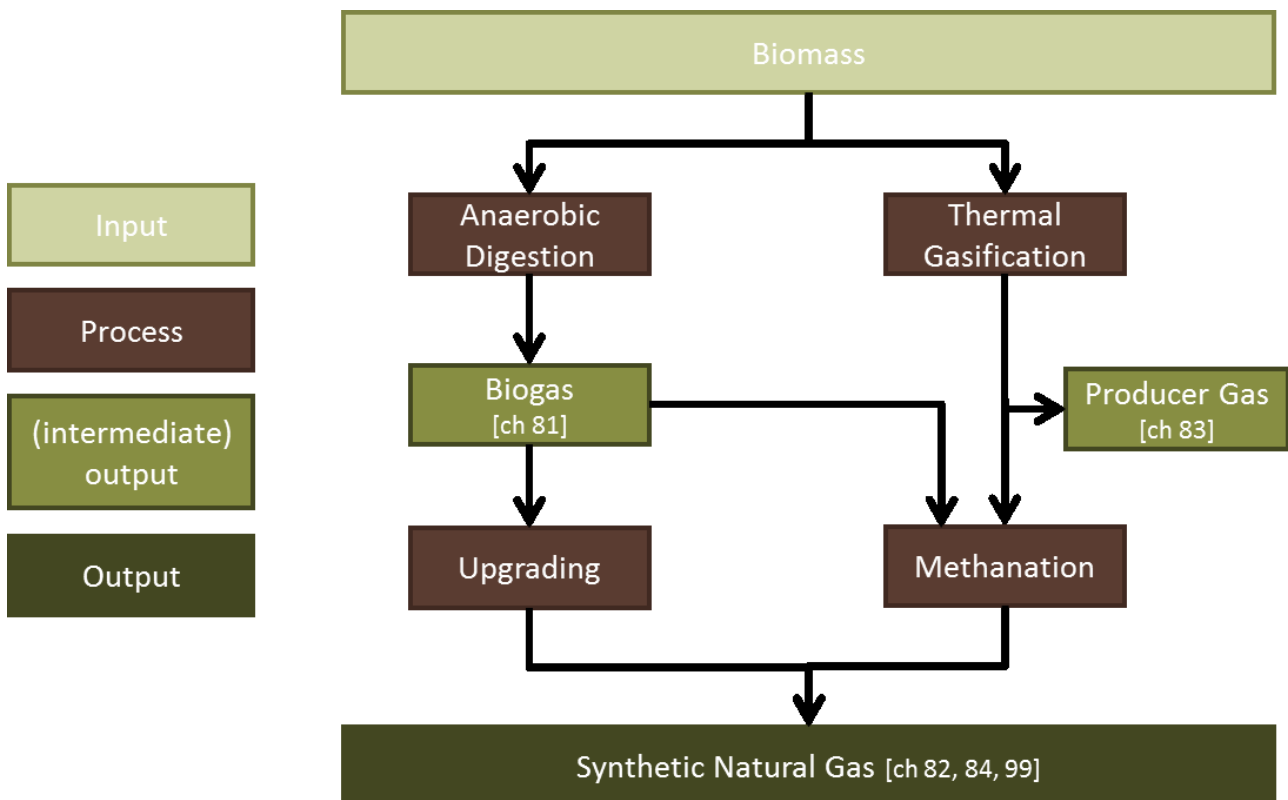 Biomass
Input
Process
(intermediate)
output
Output
Anaerobic
Digestion
Thermal
Gasification
Biogas
[ch 81]
Producer Gas
[ch 83]
Upgrading
Methanation
Synthetic Natural Gas [ch 82, 84, 99]